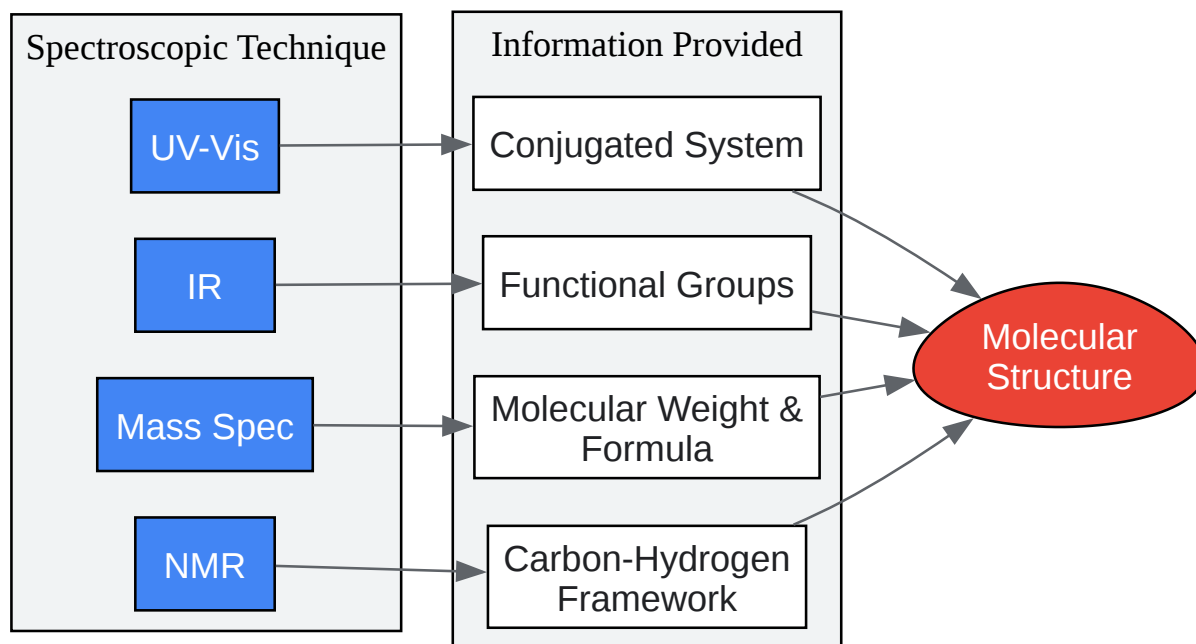 Spectroscopic Technique
Information Provided
UV-Vis
Conjugated System
IR
Functional Groups
Mass Spec
Molecular Weight &
Formula
NMR
Carbon-Hydrogen
Framework
Molecular
Structure